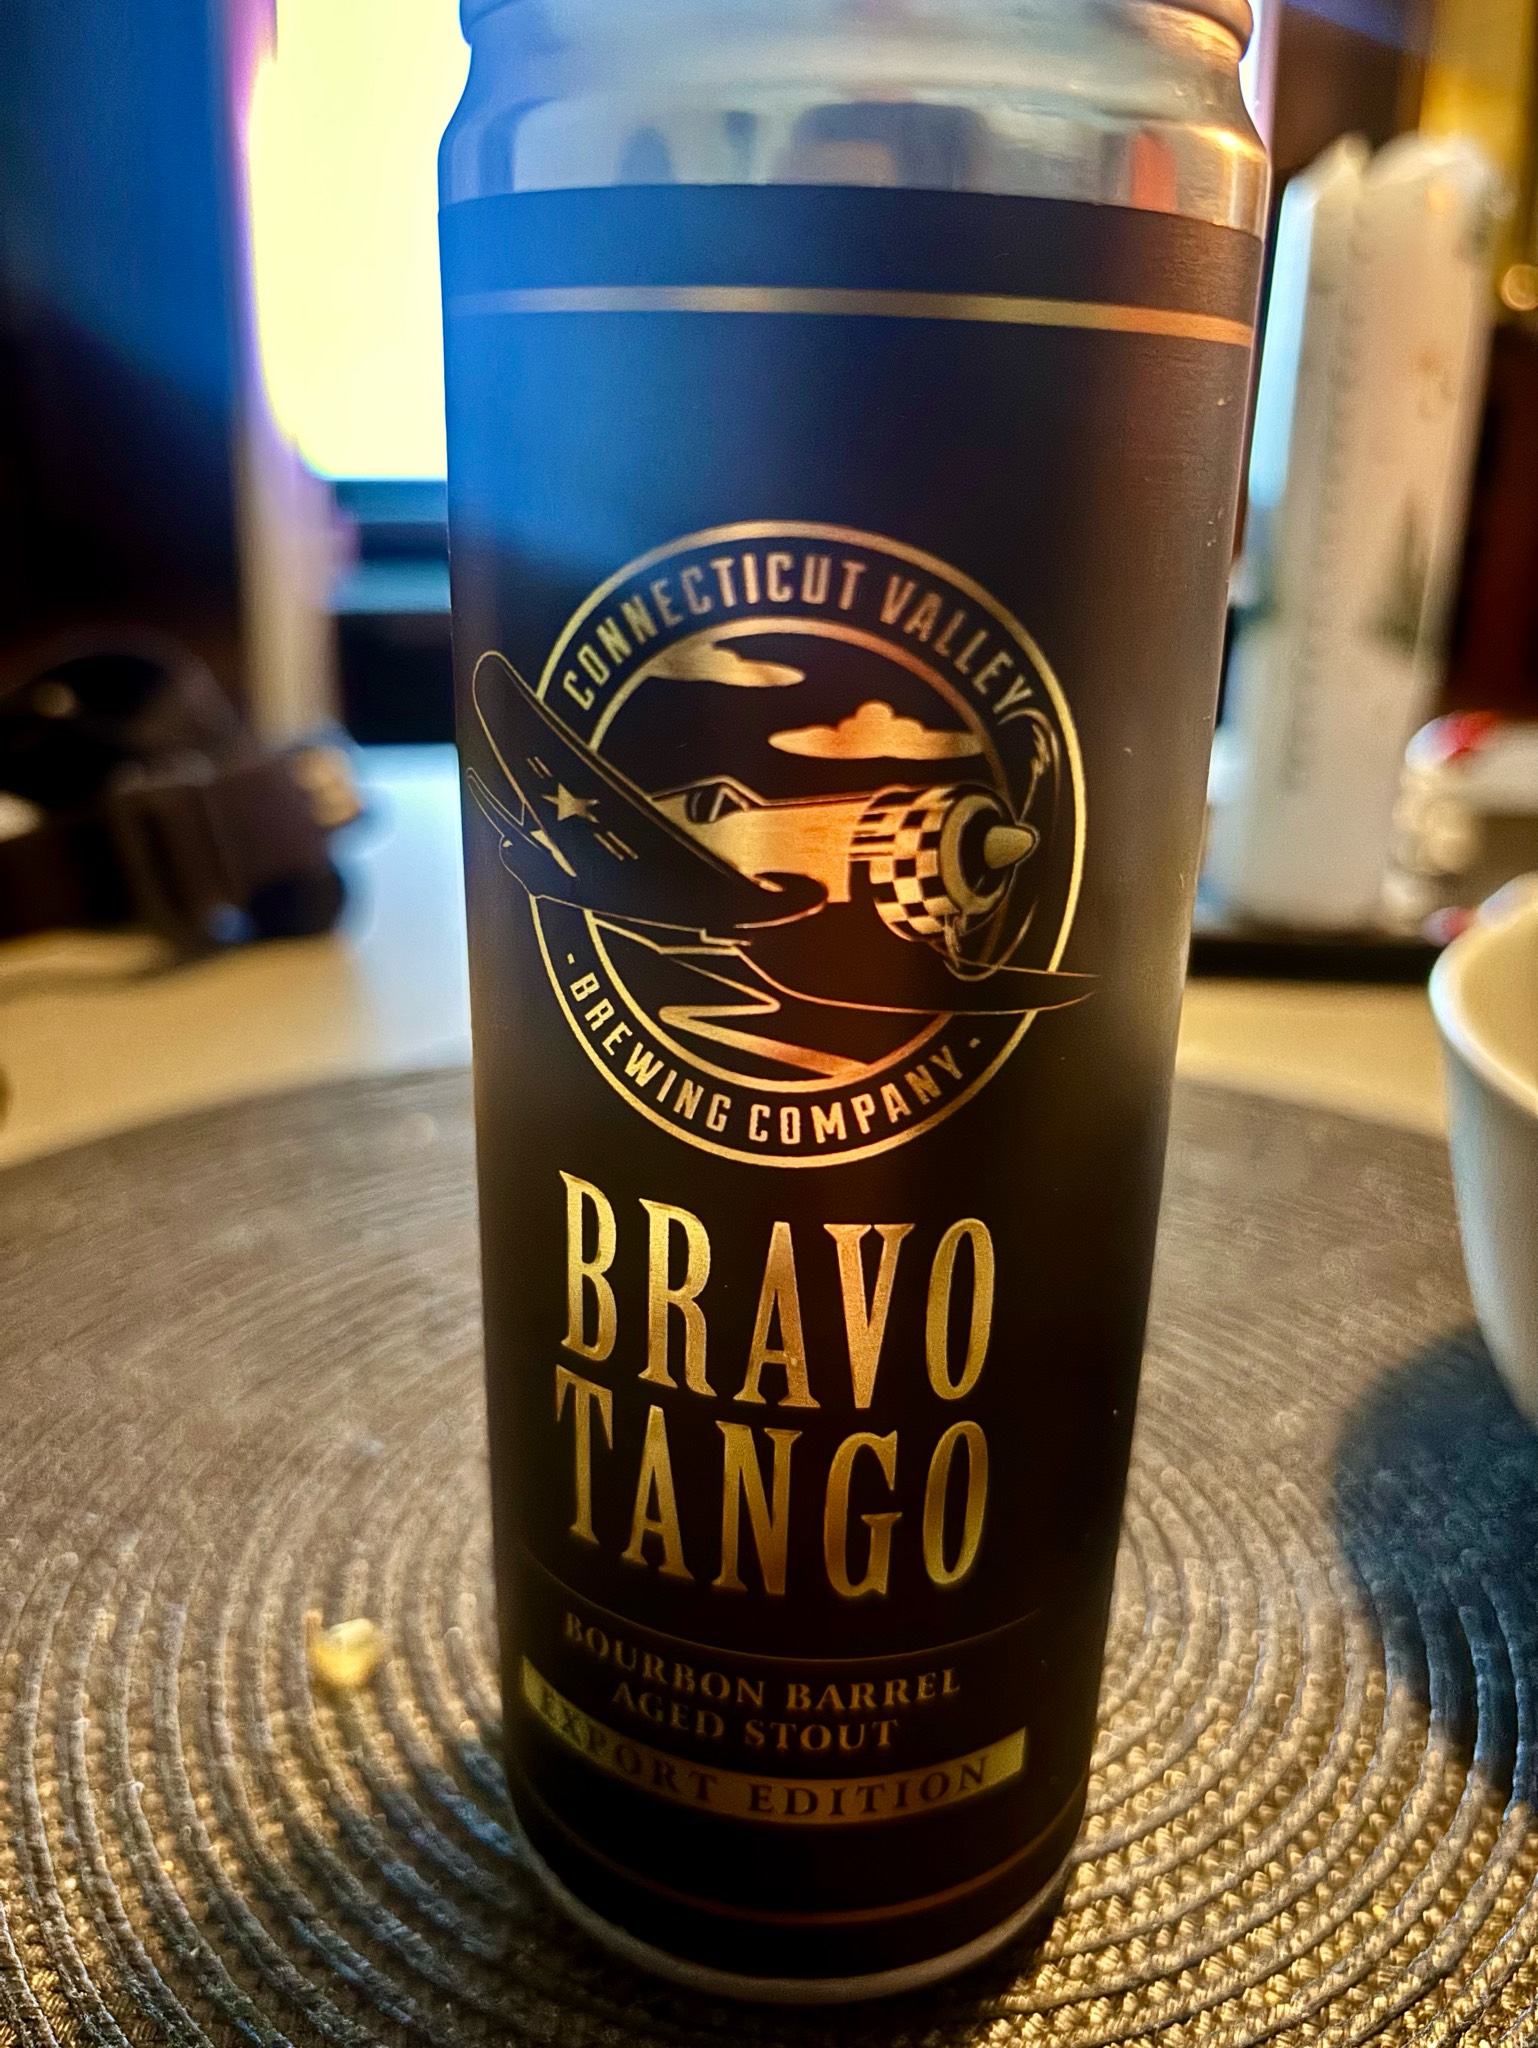 CONNECTICUT VALLEY
- BREWING COMPANY -
BRAVO
TANGO
BOURBON BARREL
AGED STOUT
EXPORT EDITION